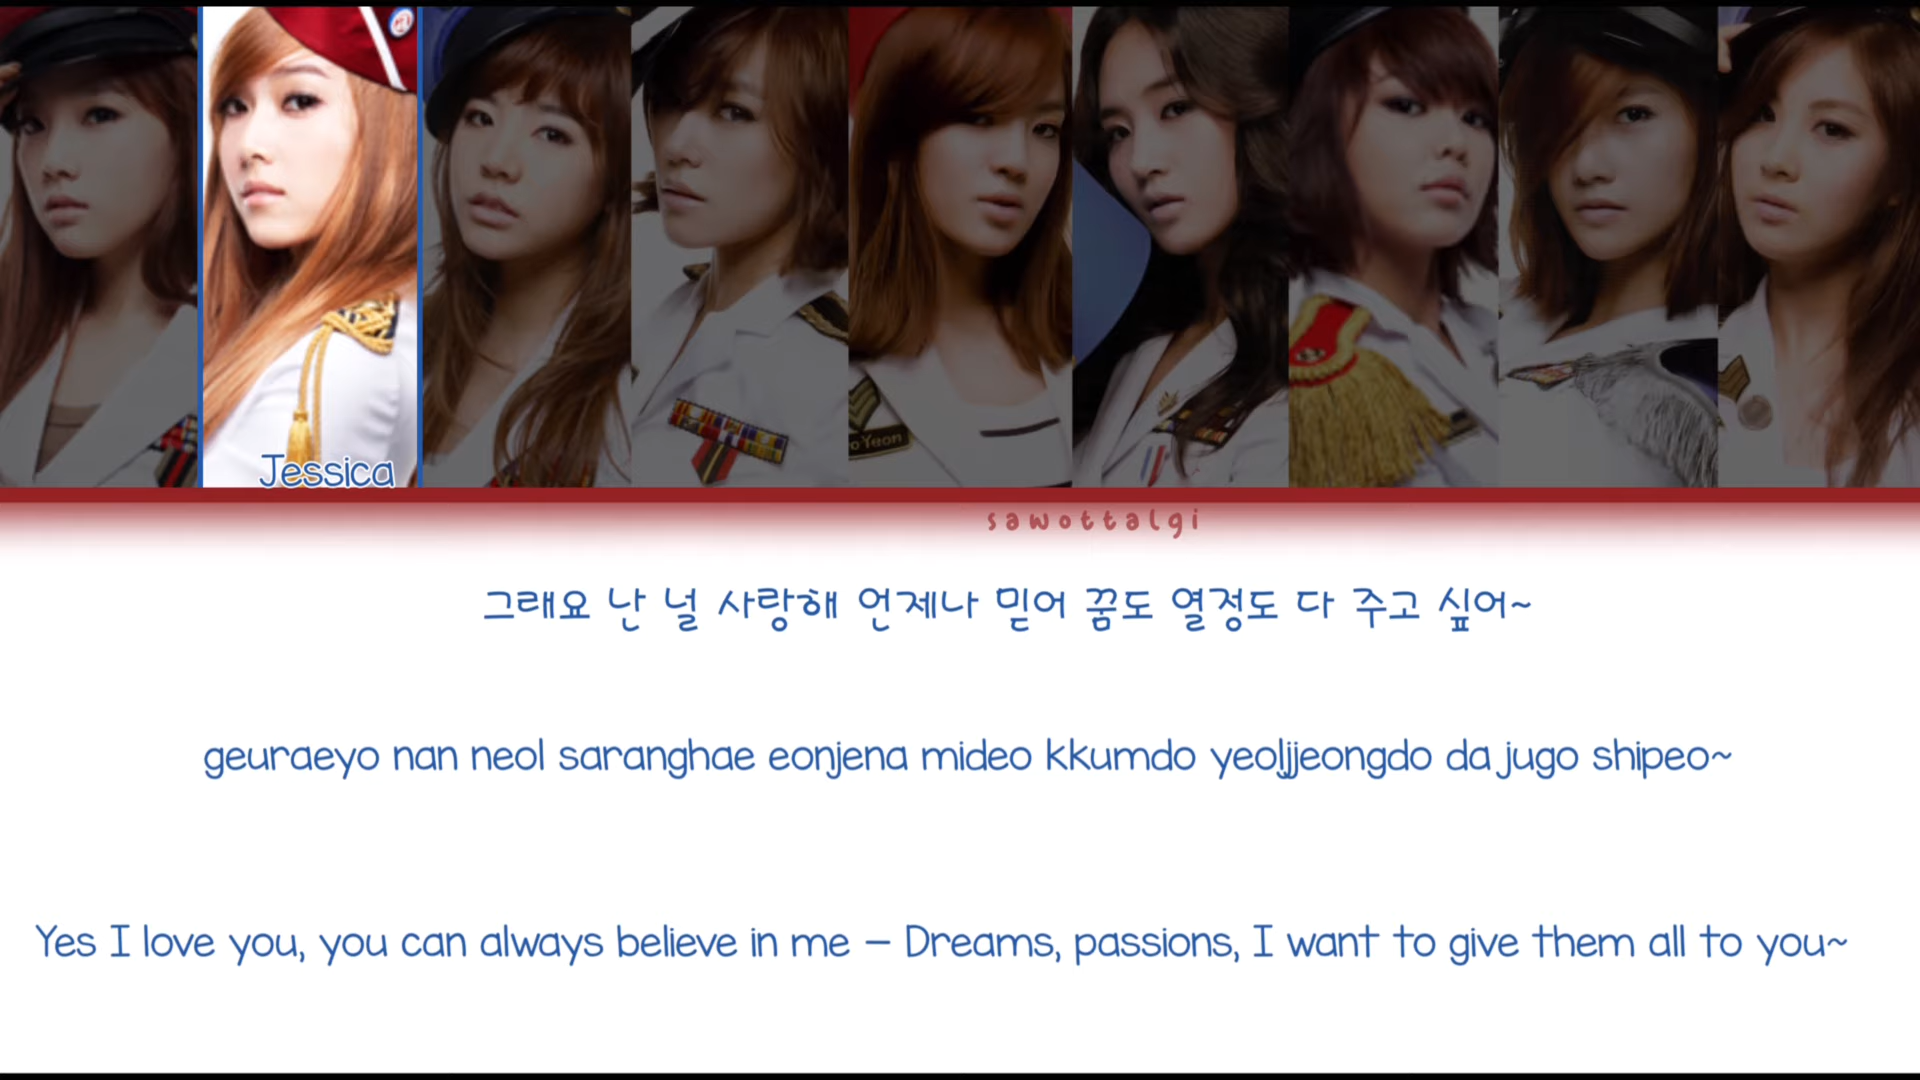 oYeon
Jessica
sawottalgi
그래요 난 널 사랑해 언제나 믿어 꿈도 열정도 다 주고 싶어~
geuraeyo nan neol saranghae eonjena mideo kkumdo yeoljjeongdo da jugo shipeo~
Yes I love you, you can always believe in me – Dreams, passions, I want to give them all to you~